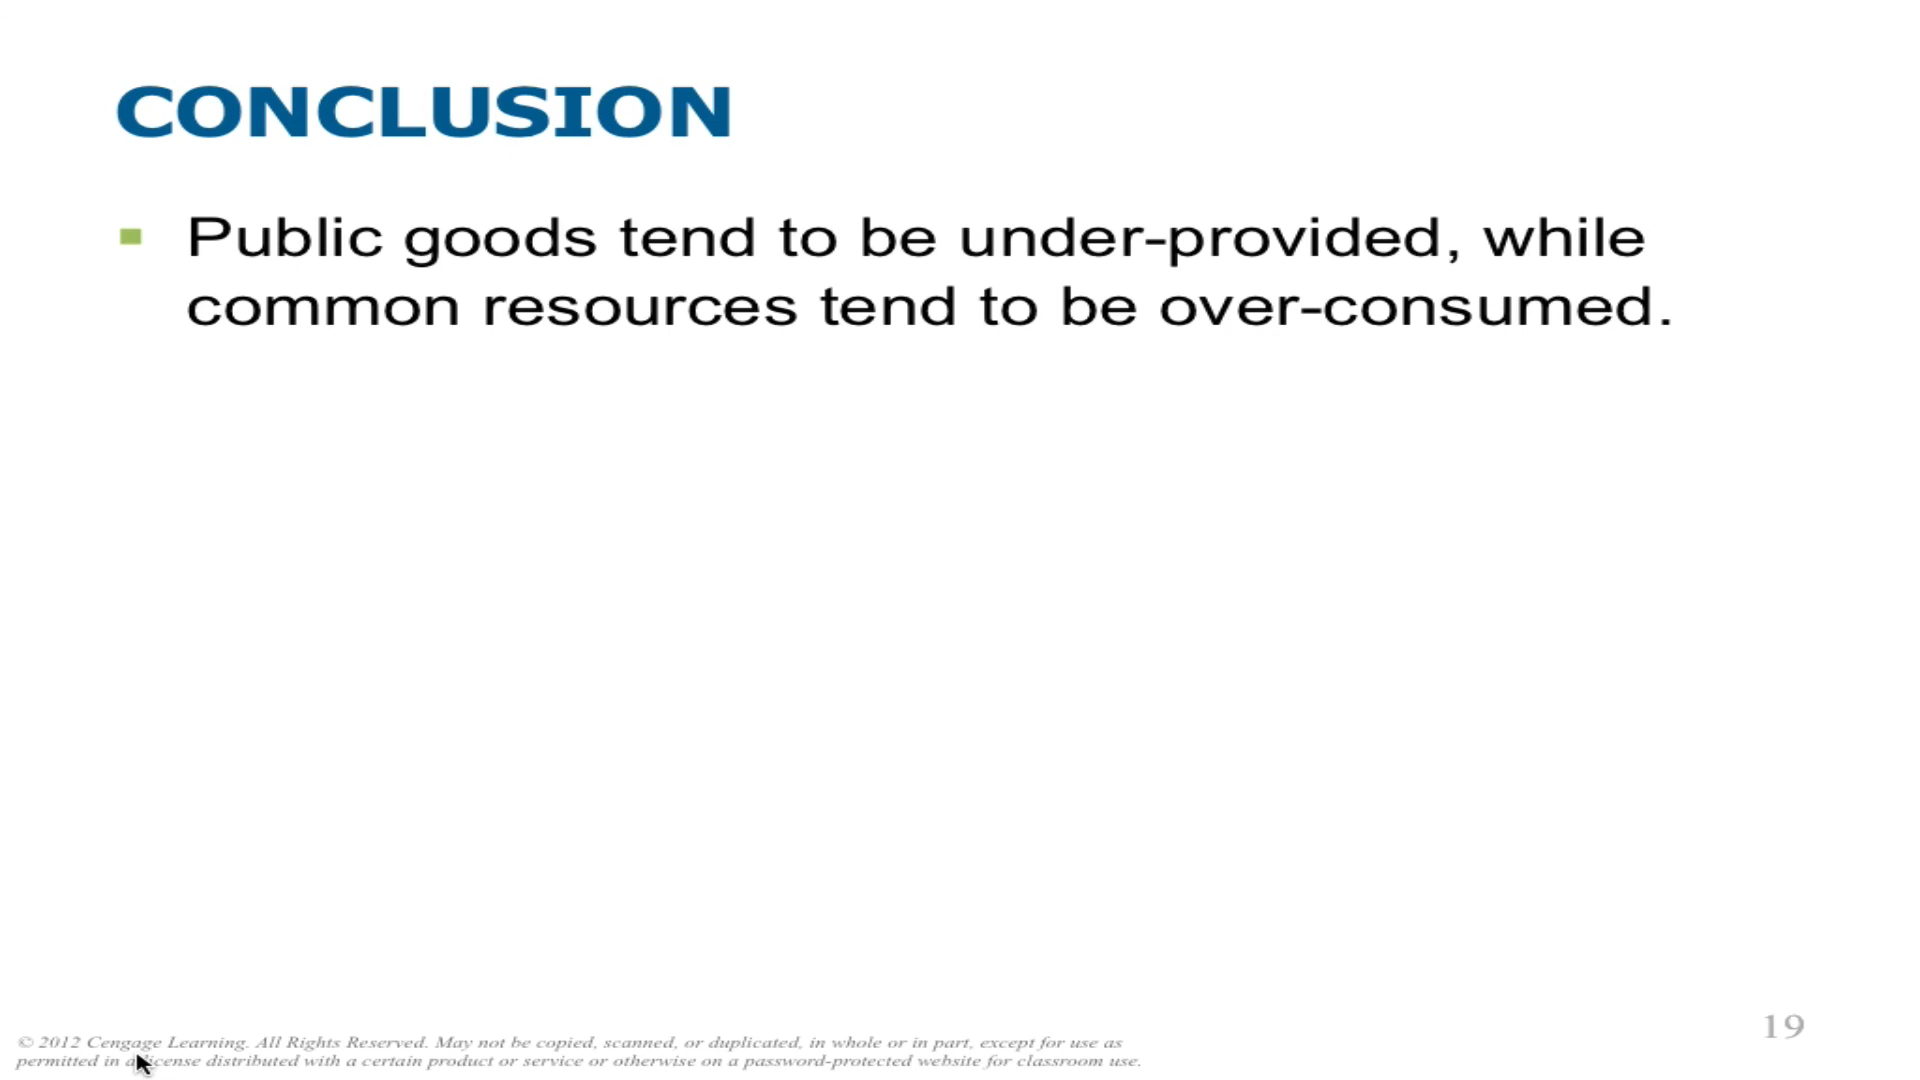 CONCLUSION
Public goods tend to be under-provided, while
common resources tend to be over-consumed.
19
© 2012 Cengage Learning. All Rights Reserved. May not be copied, scanned, or duplicated, in whole or in part, except for use as
permitted in a license distributed with a certain product or service or otherwise on a password-protected website for classroom use.